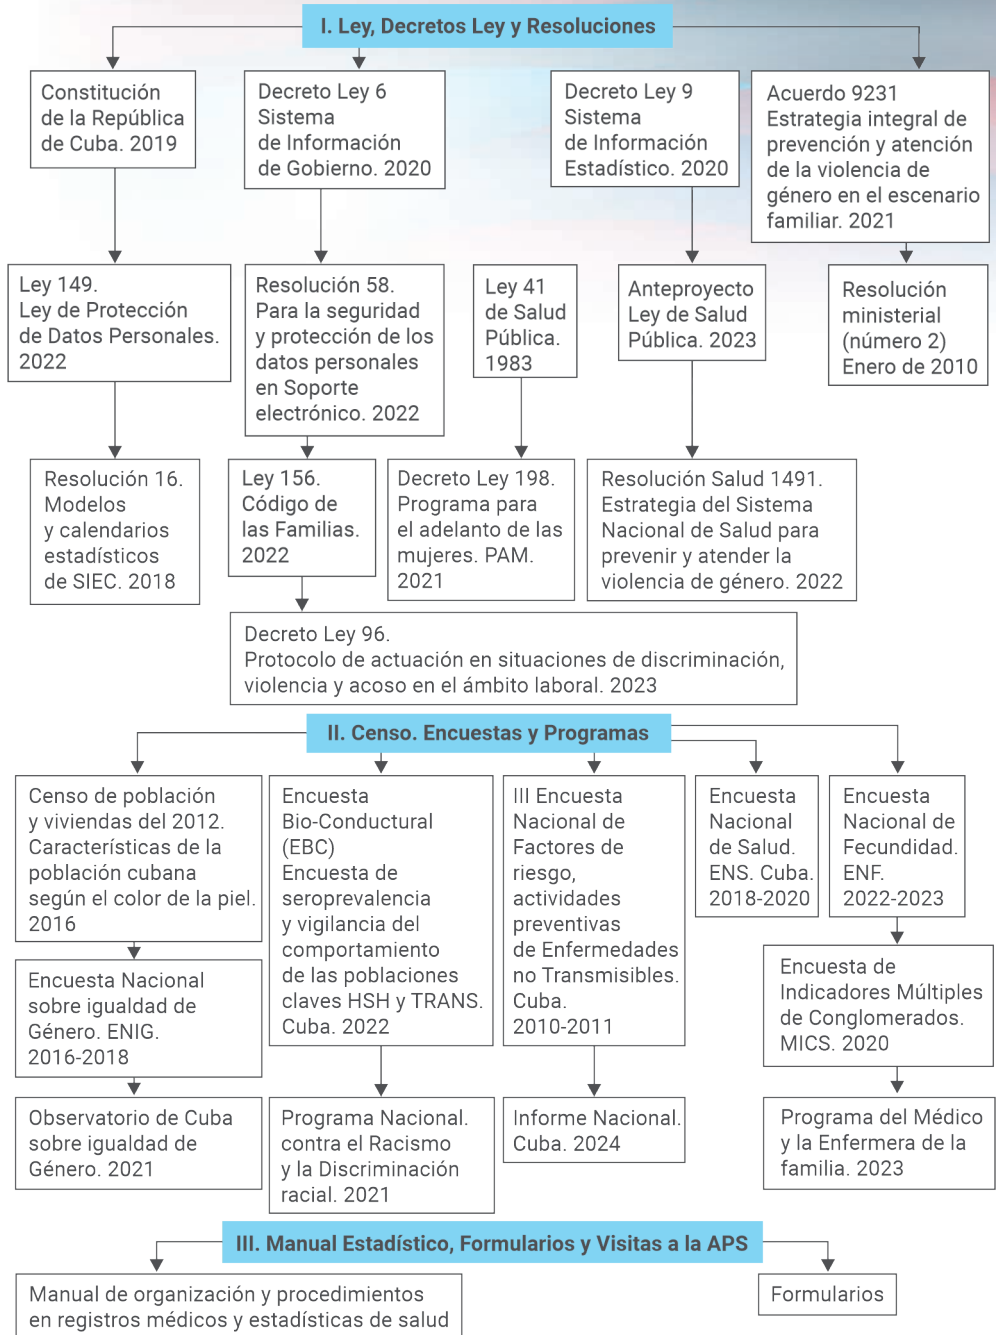 I. Ley, Decretos Ley y Resoluciones
Constitución
de la República
de Cuba. 2019
Decreto Ley 6
Sistema
de Información
de Gobierno. 2020
Decreto Ley 9
Sistema
de Información
Estadístico. 2020
Acuerdo 9231
Estrategia integral de
prevención y atención
de la violencia de
género en el escenario
familiar. 2021
Ley 149.
Ley de Protección
de Datos Personales.
2022
Resolución 58.
Para la seguridad
y protección de los
datos personales
en Soporte
electrónico. 2022
Ley 41
de Salud
Pública.
1983
Anteproyecto
Ley de Salud
Pública. 2023
Resolución
ministerial
(número 2)
Enero de 2010
Resolución 16.
Modelos
y calendarios
estadísticos
de SIEC. 2018
Ley 156.
Código de
las Familias.
2022
Decreto Ley 198.
Programa para
el adelanto de las
mujeres. PAM.
2021
Resolución Salud 1491.
Estrategia del Sistema
Nacional de Salud para
prevenir y atender la
violencia de género. 2022
Decreto Ley 96.
Protocolo de actuación en situaciones de discriminación,
violencia y acoso en el ámbito laboral. 2023
II. Censo. Encuestas y Programas
Censo de población
y viviendas del 2012.
Características de la
población cubana
según el color de la piel.
2016
Encuesta
Bio-Conductural
(EBC)
Encuesta de
seroprevalencia
y vigilancia del
comportamiento
de las poblaciones
claves HSH y TRANS.
Cuba. 2022
III Encuesta
Nacional de
Factores de
riesgo,
actividades
preventivas
de Enfermedades
no Transmisibles.
Cuba.
2010-2011
Encuesta
Nacional
de Salud.
ENS. Cuba.
2018-2020
Encuesta
Nacional de
Fecundidad.
ENF.
2022-2023
Encuesta Nacional
sobre igualdad de
Género. ENIG.
2016-2018
Encuesta de
Indicadores Múltiples
de Conglomerados.
MICS. 2020
Observatorio de Cuba
sobre igualdad de
Género. 2021
Programa Nacional.
contra el Racismo
y la Discriminación
racial. 2021
Informe Nacional.
Cuba. 2024
Programa del Médico
y la Enfermera de la
familia. 2023
III. Manual Estadístico, Formularios y Visitas a la APS
Manual de organización y procedimientos
en registros médicos y estadísticas de salud
Formularios